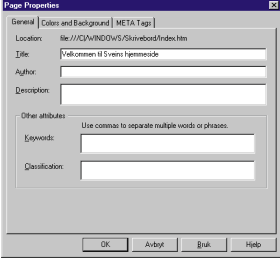 Page Properties
General Colors and Background META Tags
Location: file:///C|/WINDOWS/Skrivebord/Index.htm
Title: Velkommen til Sveins hjemmeside
Author:
Description:
Other attributes
Use commas to separate multiple words or phrases.
Keywords:
Classification:
OK Avbryt Bruk Hjelp